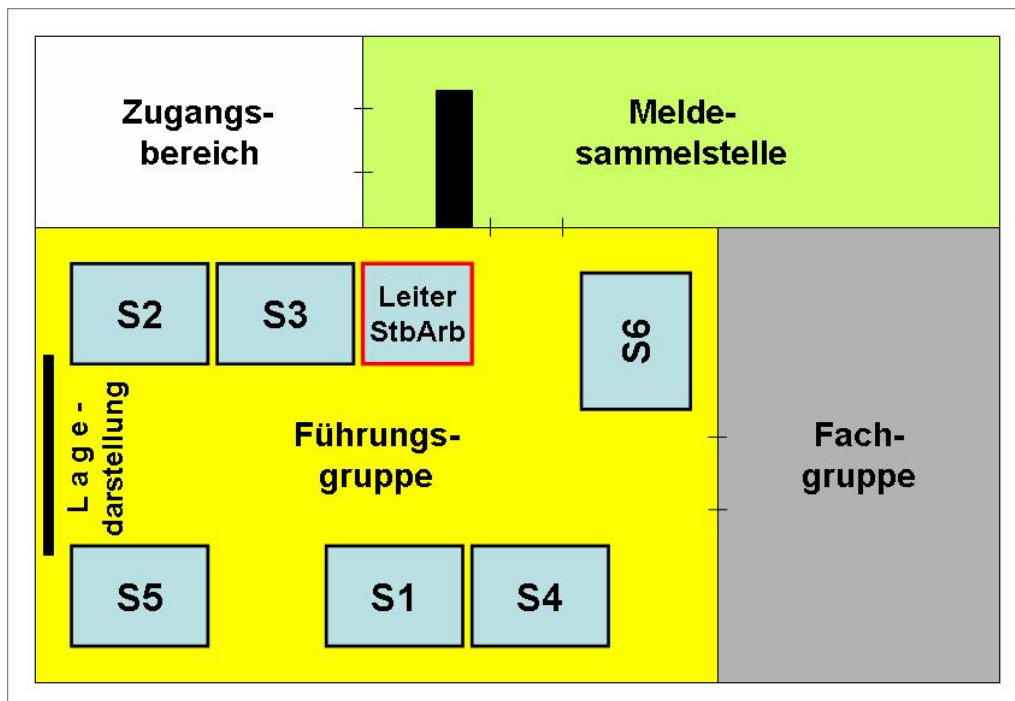 Zugangs-
bereich
Melde-
sammelstelle
S2
S3
Leiter
StbArb
S6
Lage-
darstellung
Führungs-
gruppe
Fach-
gruppe
S5
S1
S4